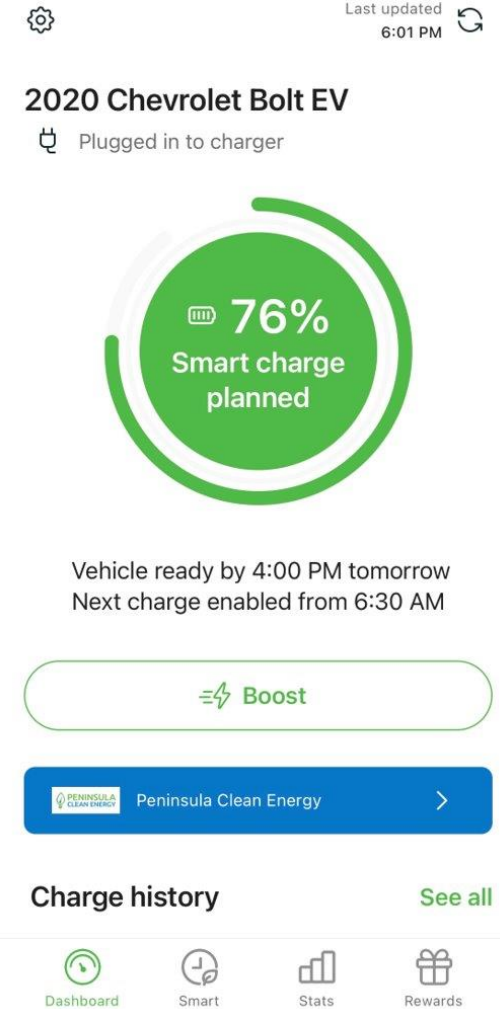 Last updated
6:01 PM
2020 Chevrolet Bolt EV
Plugged in to charger
76%
Smart charge
planned
Vehicle ready by 4:00 PM tomorrow
Next charge enabled from 6:30 AM
Boost
PENINSULA
CLEAN ENERGY
Peninsula Clean Energy
Charge history
See all
Dashboard
Smart
Stats
Rewards